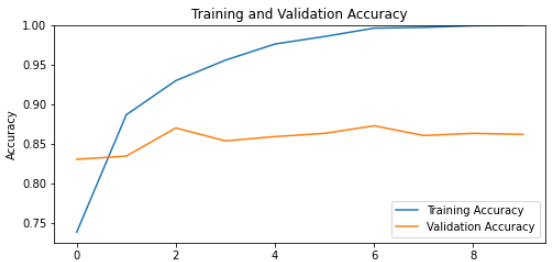 Training and Validation Accuracy
1.00
0.95
0.90
0.85
0.80
0.75
Accuracy
Training Accuracy
Validation Accuracy
0 2 4 6 8